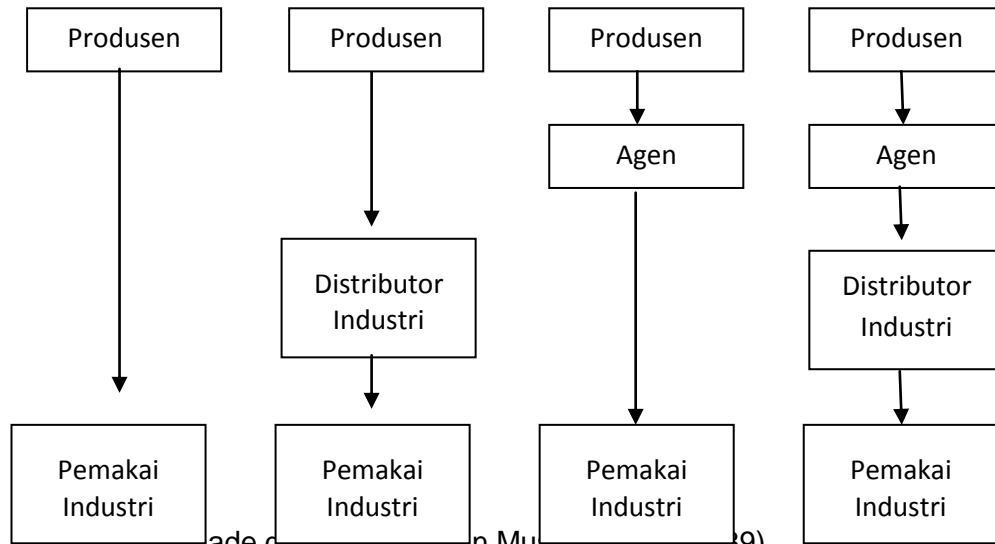 Produsen
Produsen
Produsen
Produsen
Agen
Agen
Distributor
Industri
Distributor
Industri
Pemakai
Industri
Pemakai
Industri
Pemakai
Industri
Pemakai
Industri